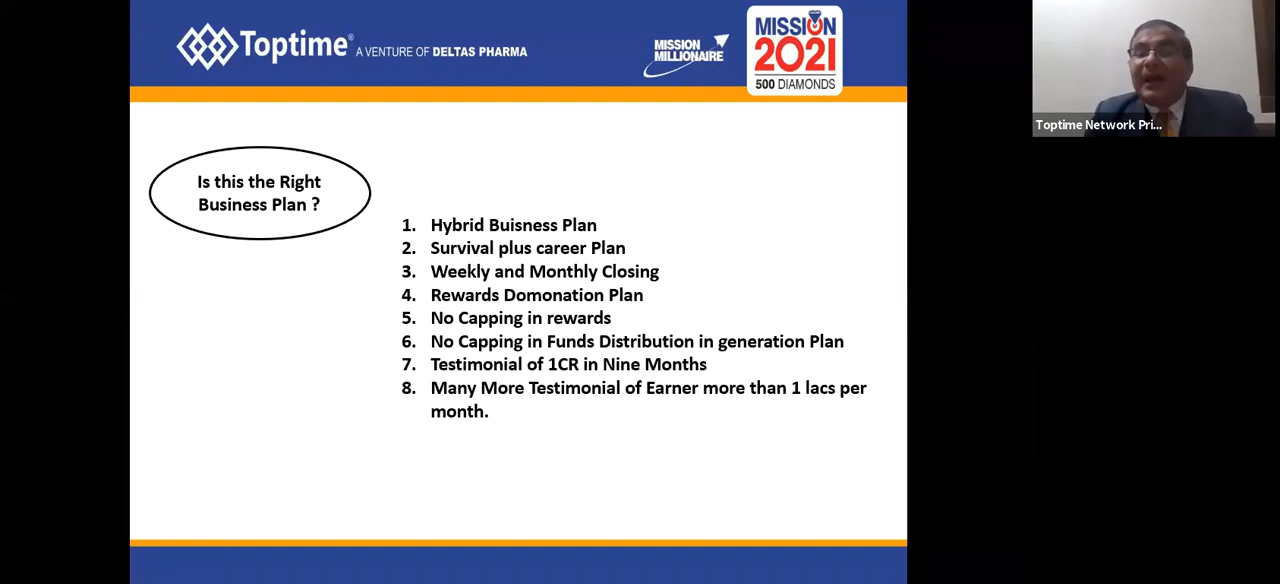 Toptime® A VENTURE OF DELTAS PHARMA
MISSION
MILLIONAIRE
MISSION
2021
500 DIAMONDS
Toptime Network Pri...
Is this the Right
Business Plan ?
1. Hybrid Buisness Plan
2. Survival plus career Plan
3. Weekly and Monthly Closing
4. Rewards Domonation Plan
5. No Capping in rewards
6. No Capping in Funds Distribution in generation Plan
7. Testimonial of 1CR in Nine Months
8. Many More Testimonial of Earner more than 1 lacs per
month.